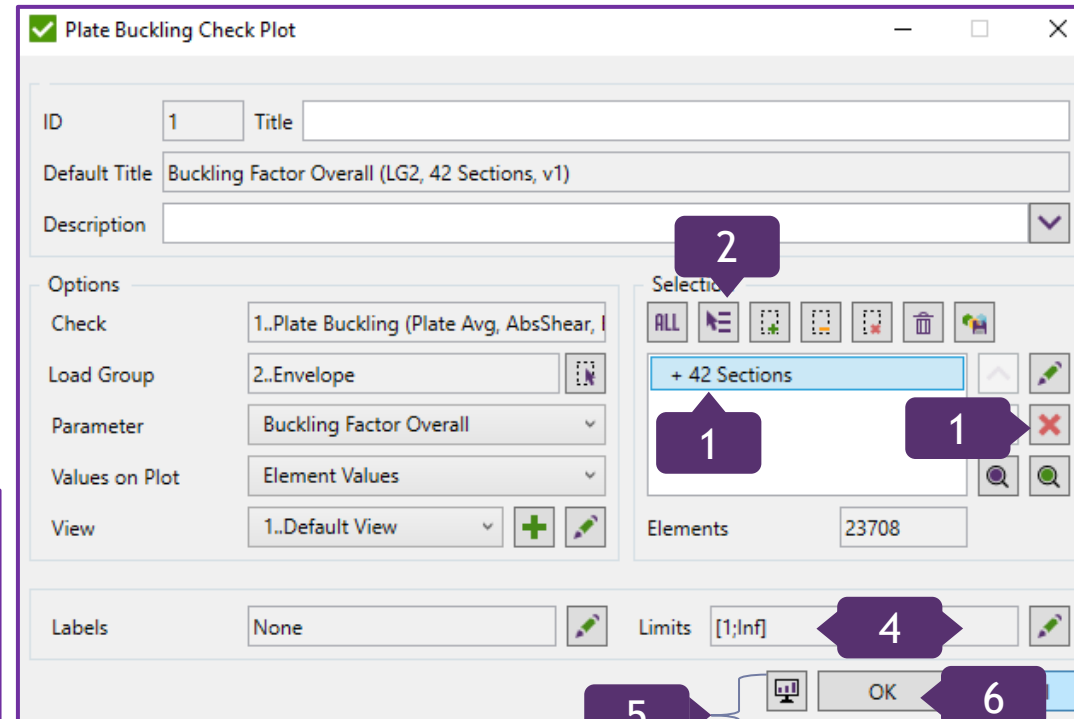 Plate Buckling Check Plot
ID 1 Title
Default Title Buckling Factor Overall (LG2, 42 Sections, v1)
Description
2
Options
Check 1..Plate Buckling (Plate Avg, AbsShear,
Load Group 2..Envelope
Parameter Buckling Factor Overall
Values on Plot Element Values
View 1..Default View
ALL
+ 42 Sections
1
1
Elements 23708
Labels None
Limits [1;Inf]
4
5
OK
6